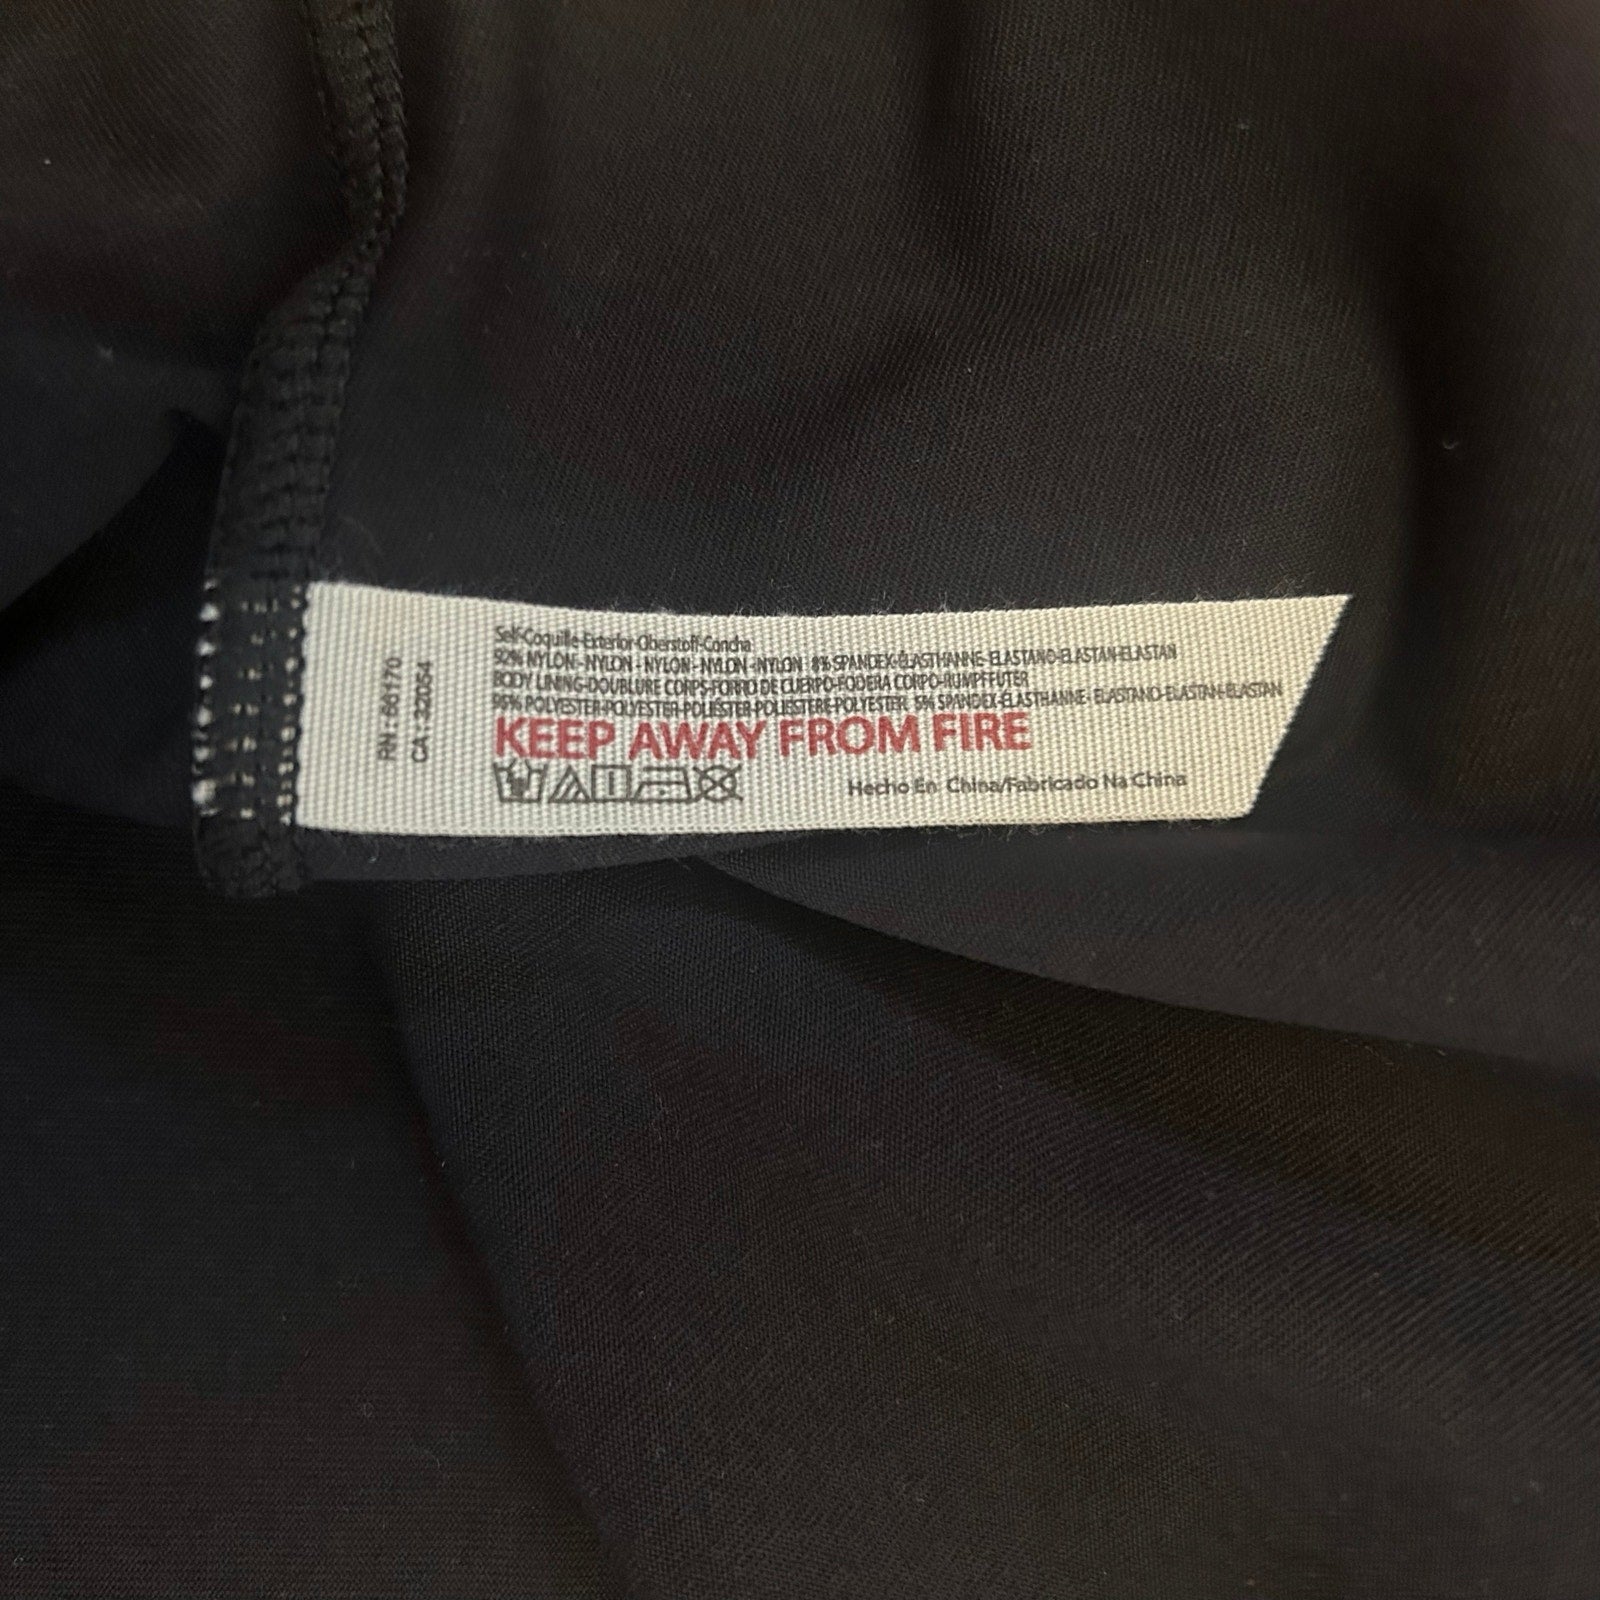 RN : 66170
CA : 32054
Self-Coquille-Exterior-Oberstoff-Concha
92% NYLON-NYLON - NYLON- NYLON -NYLON 8% SPANDEX-ÉLASTHANNE-ELASTANO-ELASTAN-ELASTAN
BODY LINING-DOUBLURE CORPS-FORRO DE CUERPO-FODERA CORPO-RUMPFFUTER
95% POLYESTER-POLYESTER-POLIÉSTER-POLIESTERE-POLYESTER 5% SPANDEX-ÉLASTHANNE- ELASTANO-ELASTAN-ELASTAN
KEEP AWAY FROM FIRE
Hecho En China/Fabricado Na China